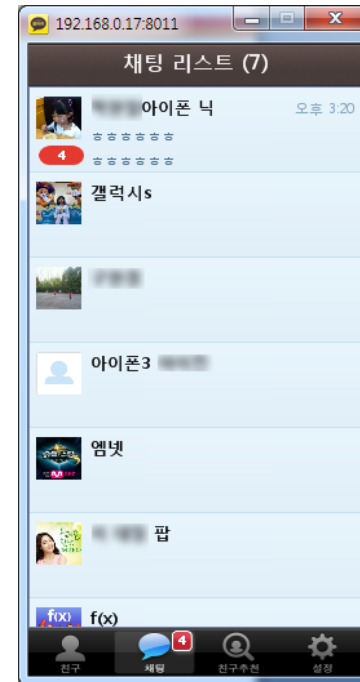 192.168.0.17:8011
채팅 리스트 (7)
아이폰 닉
오후 3:20
ㅎㅎㅎㅎㅎㅎ
4
ㅎㅎㅎㅎㅎㅎ
갤럭시s
아이폰3
엠넷
팝
f(x)
f(x)
4
친구
채팅
친구추천
설정